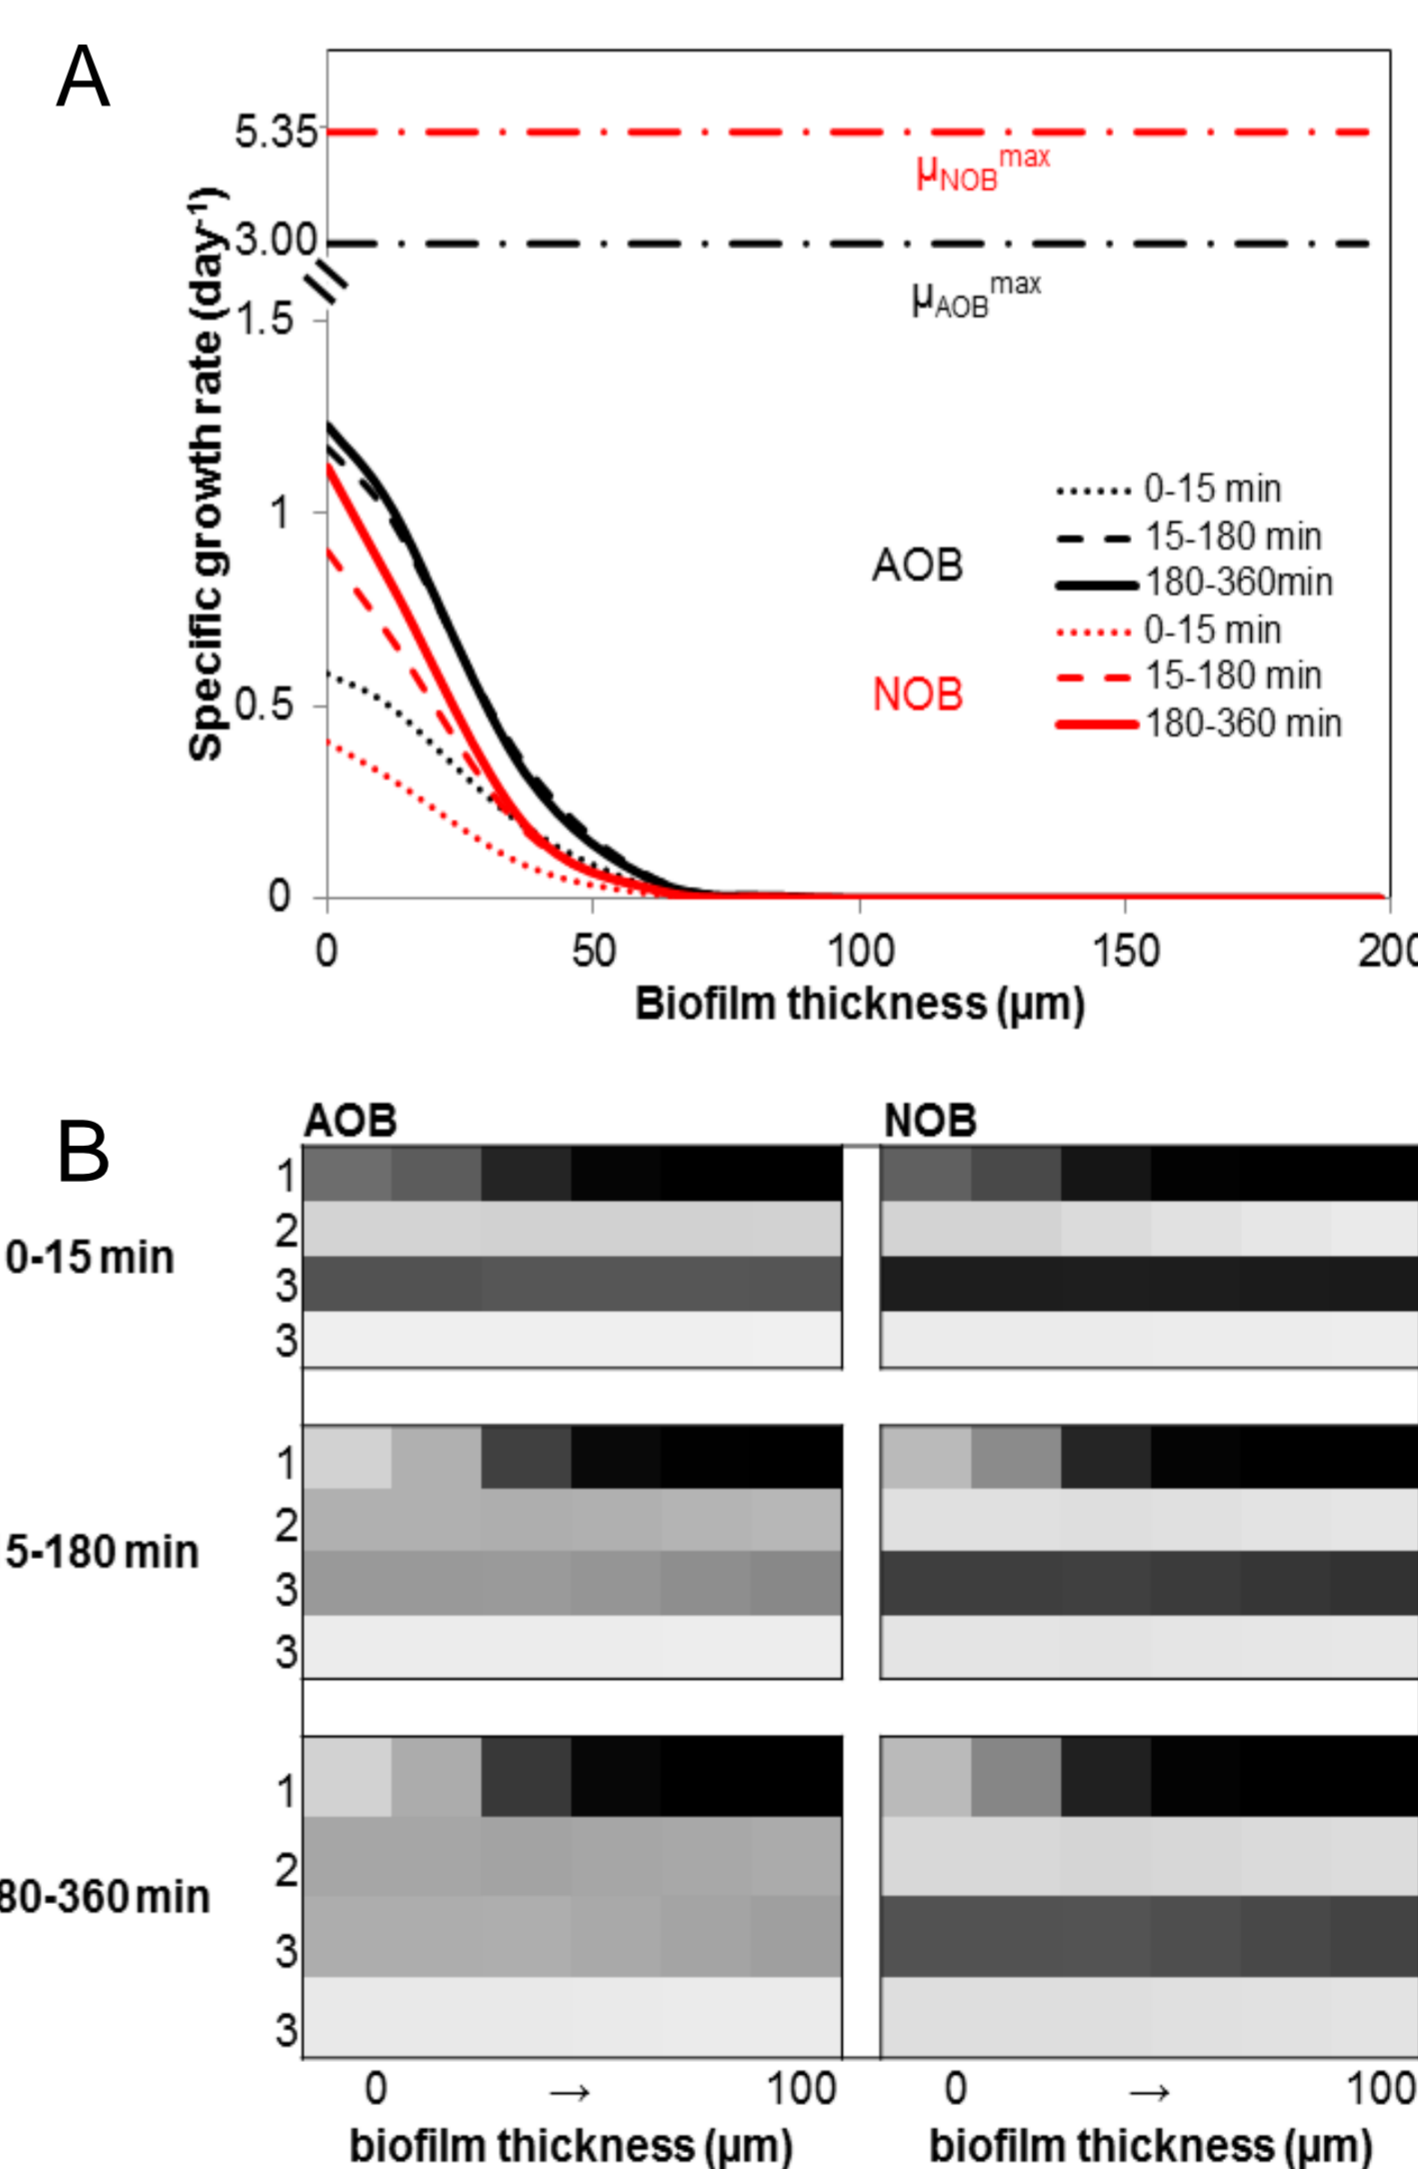 A
5.35
μNOBmax
3.00
μAOBmax
Specific growth rate (day-1)
1.5
1
0.5
0
AOB
0-15 min
15-180 min
180-360min
NOB
0-15 min
15-180 min
180-360 min
0 50 100 150 200
Biofilm thickness (μm)
B
AOB NOB
0-15 min
1
2
3
3
5-180 min
1
2
3
3
80-360 min
1
2
3
3
0 → 100 0 → 100
biofilm thickness (μm) biofilm thickness (μm)